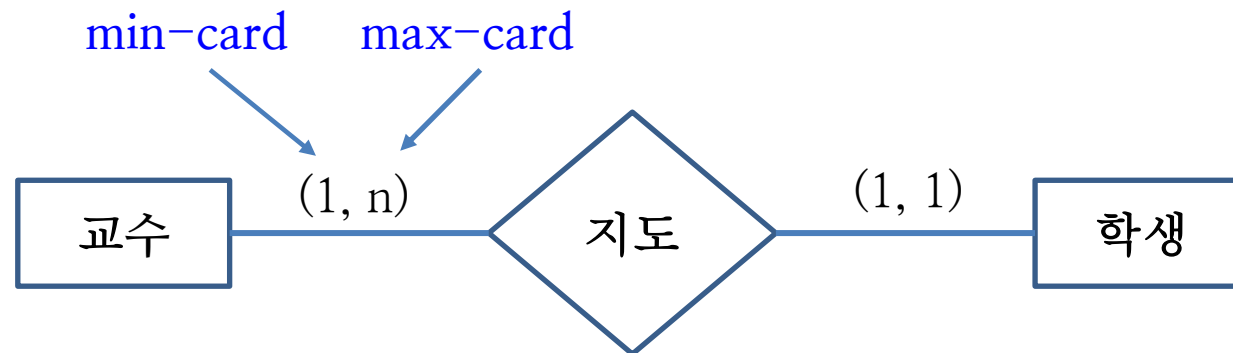 min-card max-card
(1, n) (1, 1)
교수 지도 학생